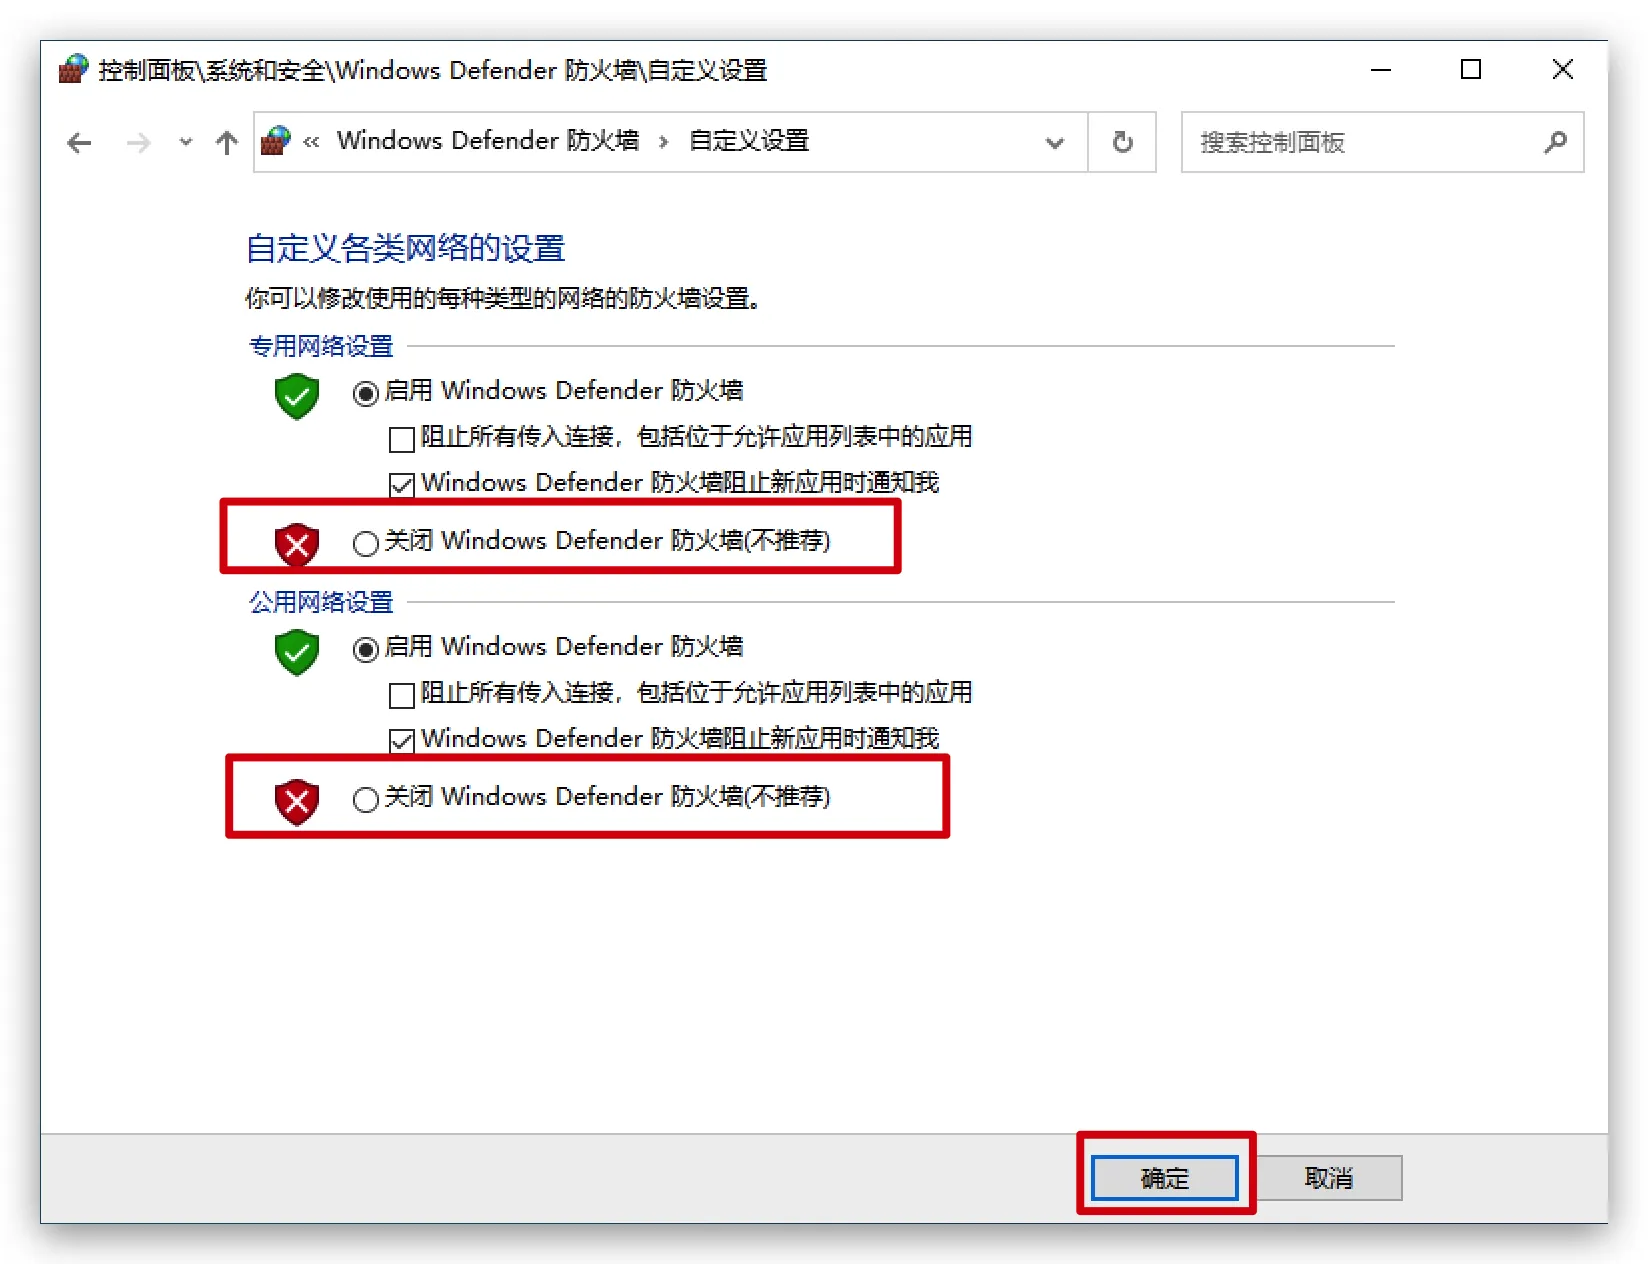 控制面板\系统和安全\Windows Defender 防火墙\自定义设置
« Windows Defender 防火墙 › 自定义设置
搜索控制面板
自定义各类网络的设置
你可以修改使用的每种类型的网络的防火墙设置。
专用网络设置
启用 Windows Defender 防火墙
阻止所有传入连接，包括位于允许应用列表中的应用
Windows Defender 防火墙阻止新应用时通知我
关闭 Windows Defender 防火墙(不推荐)
公用网络设置
启用 Windows Defender 防火墙
阻止所有传入连接，包括位于允许应用列表中的应用
Windows Defender 防火墙阻止新应用时通知我
关闭 Windows Defender 防火墙(不推荐)
确定
取消